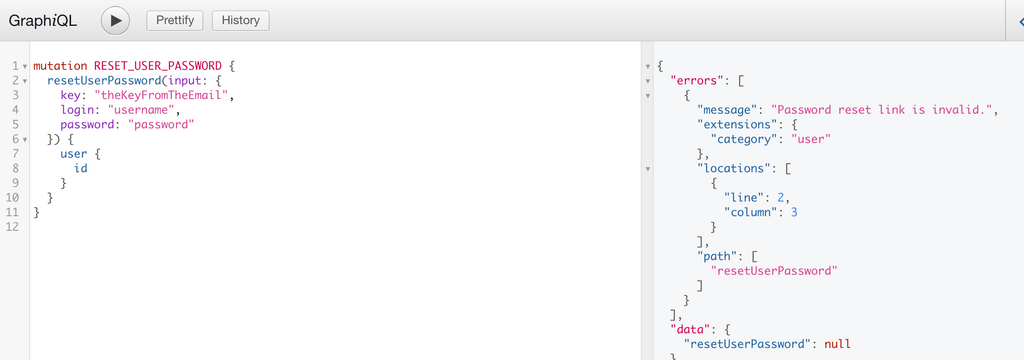 GraphiQL
Prettify
History
1 mutation RESET_USER_PASSWORD {
2 resetUserPassword(input: {
3 key: "theKeyFromTheEmail",
4 login: "username",
5 password: "password"
6 }) {
7 user {
8 id
9 }
10 }
11 }
12
{
"errors": [
{
"message": "Password reset link is invalid.",
"extensions": {
"category": "user"
},
"locations": [
{
"line": 2,
"column": 3
}
],
"path": [
"resetUserPassword"
]
}
],
"data": {
"resetUserPassword": null
}